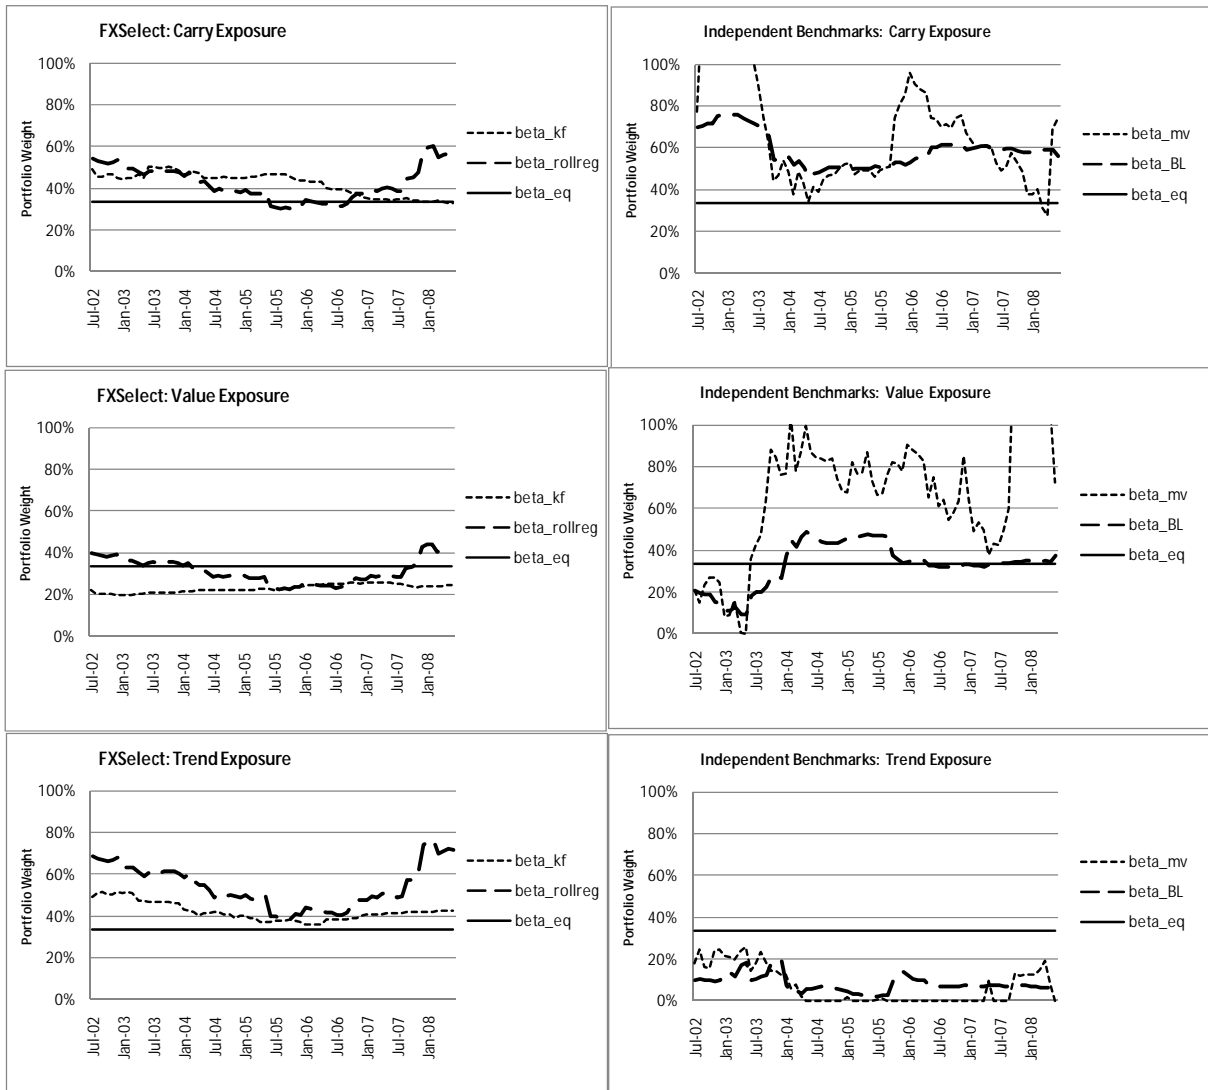 FXSelect: Carry Exposure
Portfolio Weight
100%
80%
60%
40%
20%
0%
Jul-02
Jan-03
Jul-03
Jan-04
Jul-04
Jan-05
Jul-05
Jan-06
Jul-06
Jan-07
Jul-07
Jan-08
beta_kf
beta_rollreg
beta_eq
Independent Benchmarks: Carry Exposure
Portfolio Weight
100%
80%
60%
40%
20%
0%
Jul-02
Jan-03
Jul-03
Jan-04
Jul-04
Jan-05
Jul-05
Jan-06
Jul-06
Jan-07
Jul-07
Jan-08
beta_mv
beta_BL
beta_eq
FXSelect: Value Exposure
Portfolio Weight
100%
80%
60%
40%
20%
0%
Jul-02
Jan-03
Jul-03
Jan-04
Jul-04
Jan-05
Jul-05
Jan-06
Jul-06
Jan-07
Jul-07
Jan-08
beta_kf
beta_rollreg
beta_eq
Independent Benchmarks: Value Exposure
Portfolio Weight
100%
80%
60%
40%
20%
0%
Jul-02
Jan-03
Jul-03
Jan-04
Jul-04
Jan-05
Jul-05
Jan-06
Jul-06
Jan-07
Jul-07
Jan-08
beta_mv
beta_BL
beta_eq
FXSelect: Trend Exposure
Portfolio Weight
100%
80%
60%
40%
20%
0%
Jul-02
Jan-03
Jul-03
Jan-04
Jul-04
Jan-05
Jul-05
Jan-06
Jul-06
Jan-07
Jul-07
Jan-08
beta_kf
beta_rollreg
beta_eq
Independent Benchmarks: Trend Exposure
Portfolio Weight
100%
80%
60%
40%
20%
0%
Jul-02
Jan-03
Jul-03
Jan-04
Jul-04
Jan-05
Jul-05
Jan-06
Jul-06
Jan-07
Jul-07
Jan-08
beta_mv
beta_BL
beta_eq